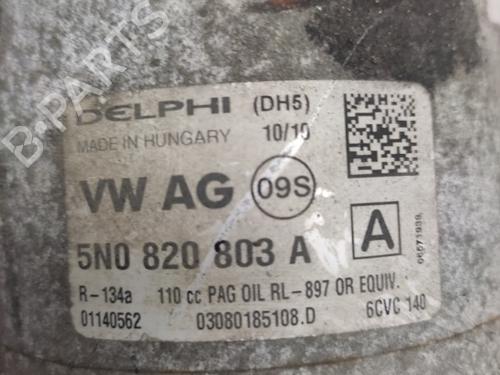 DELPHI (DH5)
MADE IN HUNGARY 10/10
VW AG 09S
5N0 820 803 A A
R-134a 110 cc PAG OIL RL-897 OR EQUIV.
01140562 03080185108.D 6CVC 140
06571939
B-PARTS